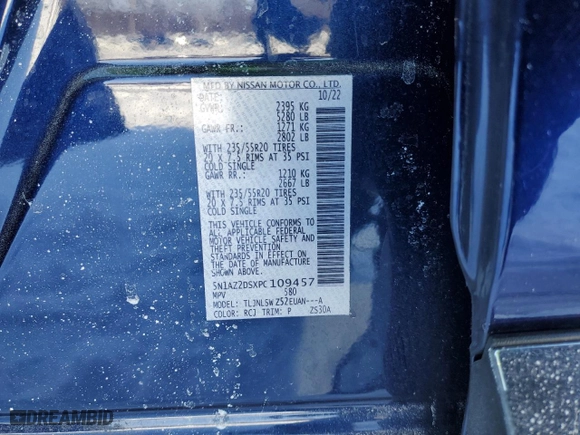 MFD BY NISSAN MOTOR CO., LTD.
DATE: 10/22
GVWR: 2395 KG
5280 LB
GAWR FR.: 1271 KG
2802 LB
WITH 235/55R20 TIRES
20 X 7.5 RIMS AT 35 PSI
COLD SINGLE
GAWR RR.: 1210 KG
2667 LB
WITH 235/55R20 TIRES
20 X 7.5 RIMS AT 35 PSI
COLD SINGLE
THIS VEHICLE CONFORMS TO
ALL APPLICABLE FEDERAL
MOTOR VEHICLE SAFETY AND
THEFT PREVENTION
STANDARDS IN EFFECT ON
THE DATE OF MANUFACTURE
SHOWN ABOVE.
5N1AZ2DSXPC109457
MPV S80
MODEL: TLJNLSWZ52EUAN---A
COLOR: RCJ TRIM: P ZS30A
DREAMBID